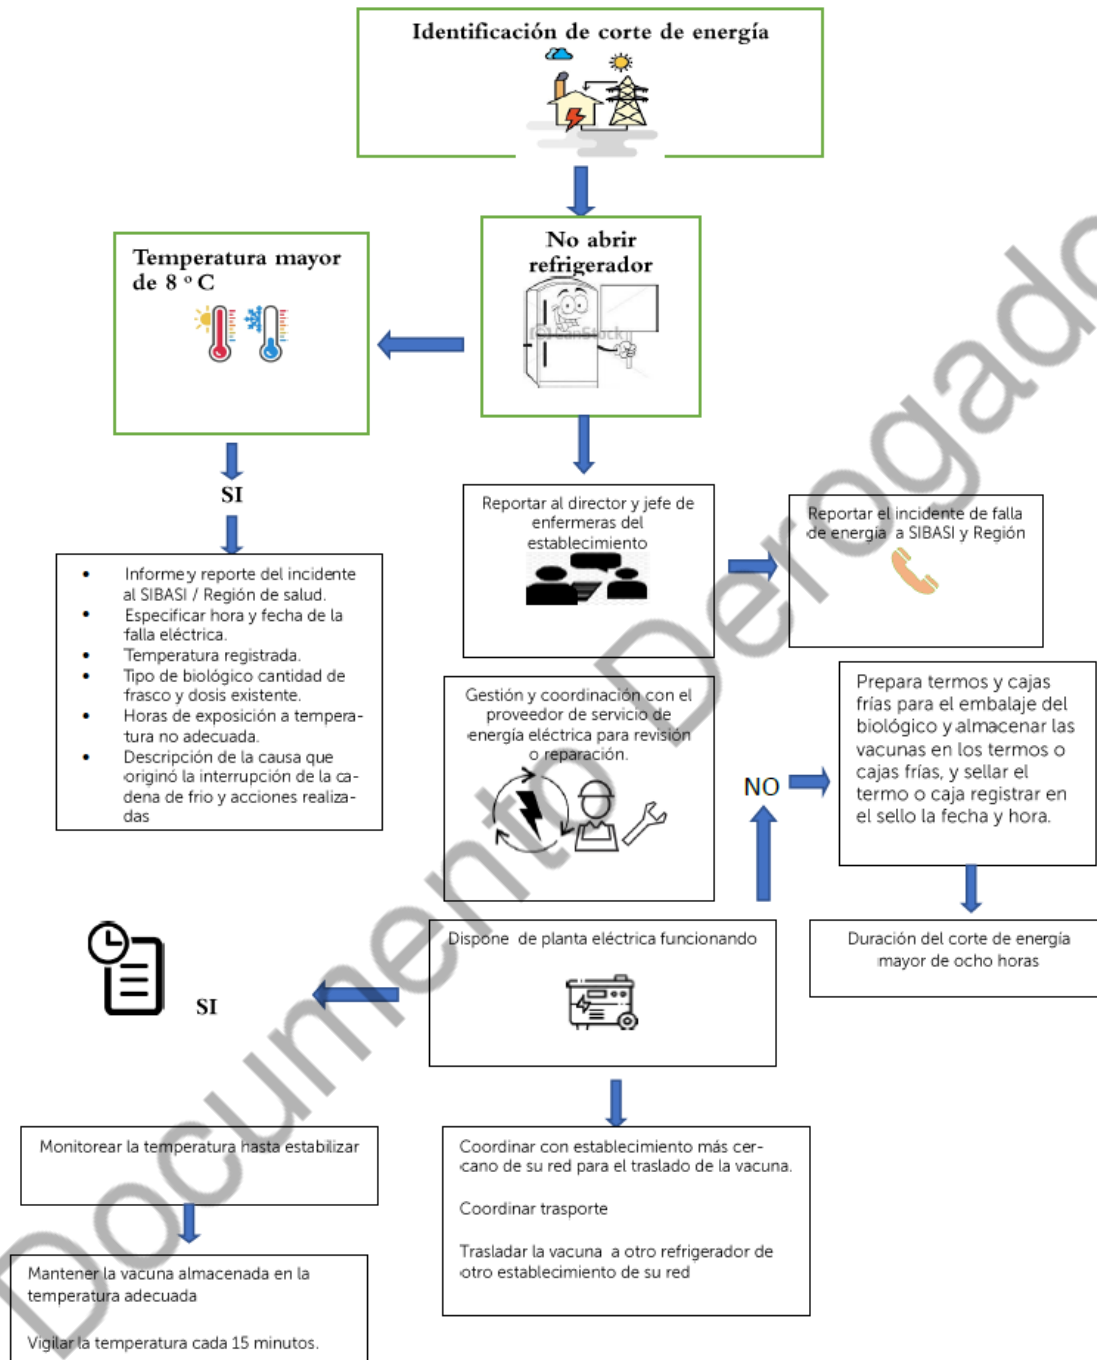 Identificación de corte de energía
No abrir
refrigerador
CanStock
Temperatura mayor
de 8 ° C
SI
• Informe y reporte del incidente
al SIBASI / Región de salud.
• Especificar hora y fecha de la
falla eléctrica.
• Temperatura registrada.
• Tipo de biológico cantidad de
frasco y dosis existente.
• Horas de exposición a tempera-
tura no adecuada.
• Descripción de la causa que
originó la interrupción de la ca-
dena de frio y acciones realiza-
das
Reportar al director y jefe de
enfermeras del
establecimiento
Reportar el incidente de falla
de energía a SIBASI y Región
Gestión y coordinación con el
proveedor de servicio de
energía eléctrica para revisión
o reparación.
NO
Prepara termos y cajas
frías para el embalaje del
biológico y almacenar las
vacunas en los termos o
cajas frías, y sellar el
termo o caja registrar en
el sello la fecha y hora.
Dispone de planta eléctrica funcionando
Duración del corte de energía
mayor de ocho horas
SI
Monitorear la temperatura hasta estabilizar
Mantener la vacuna almacenada en la
temperatura adecuada
Vigilar la temperatura cada 15 minutos.
Coordinar con establecimiento más cer-
cano de su red para el traslado de la vacuna.
Coordinar trasporte
Trasladar la vacuna a otro refrigerador de
otro establecimiento de su red
Documento Derogado